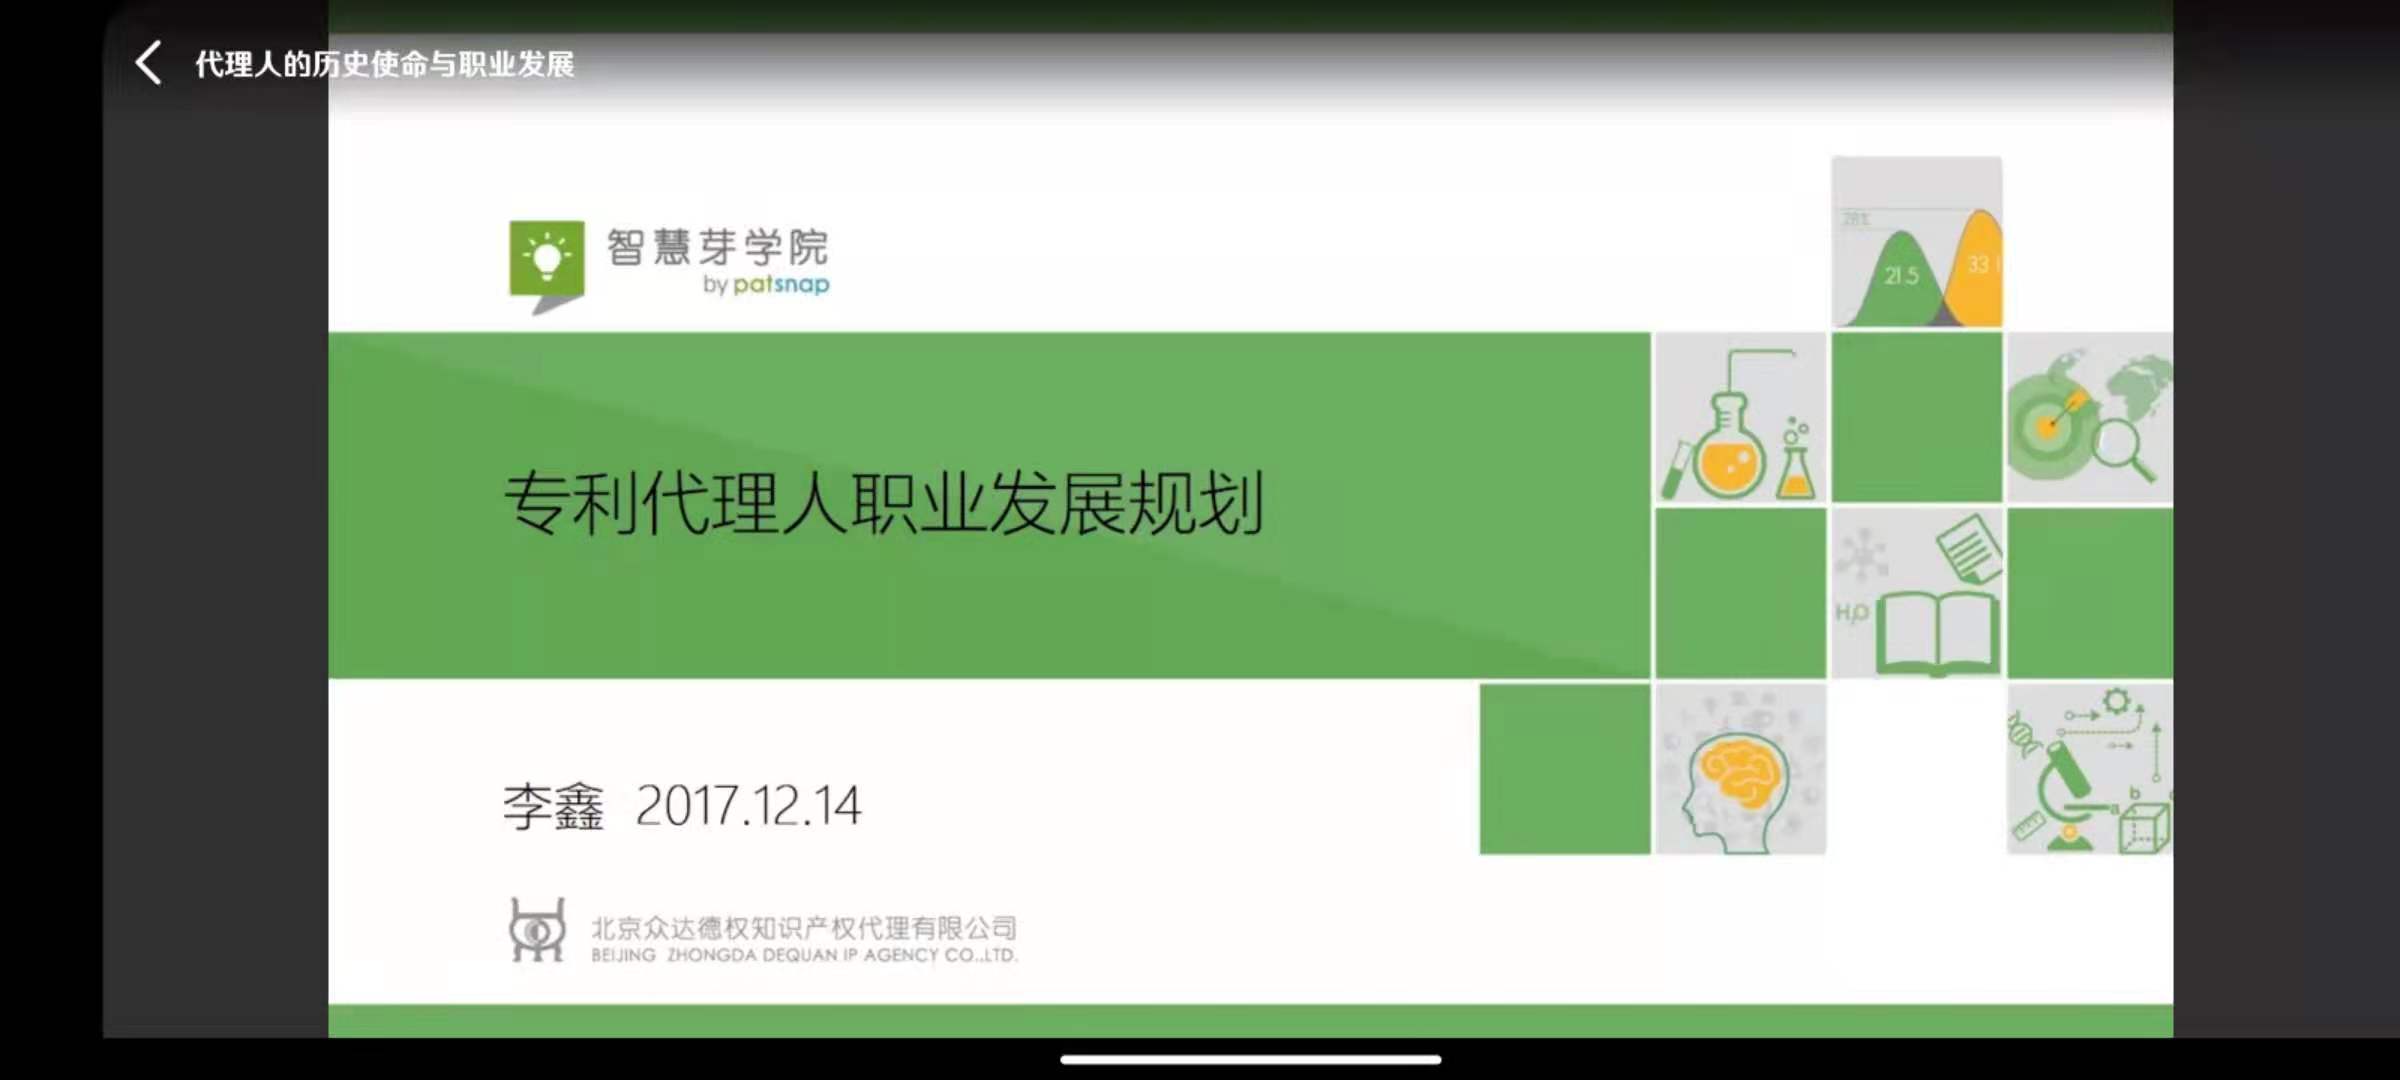 代理人的历史使命与职业发展
智慧芽学院
by patsnap
21.5
33.1
专利代理人职业发展规划
H₂O
b
a
李鑫 2017.12.14
北京众达德权知识产权代理有限公司
BEIJING ZHONGDA DEQUAN IP AGENCY CO.,LTD.